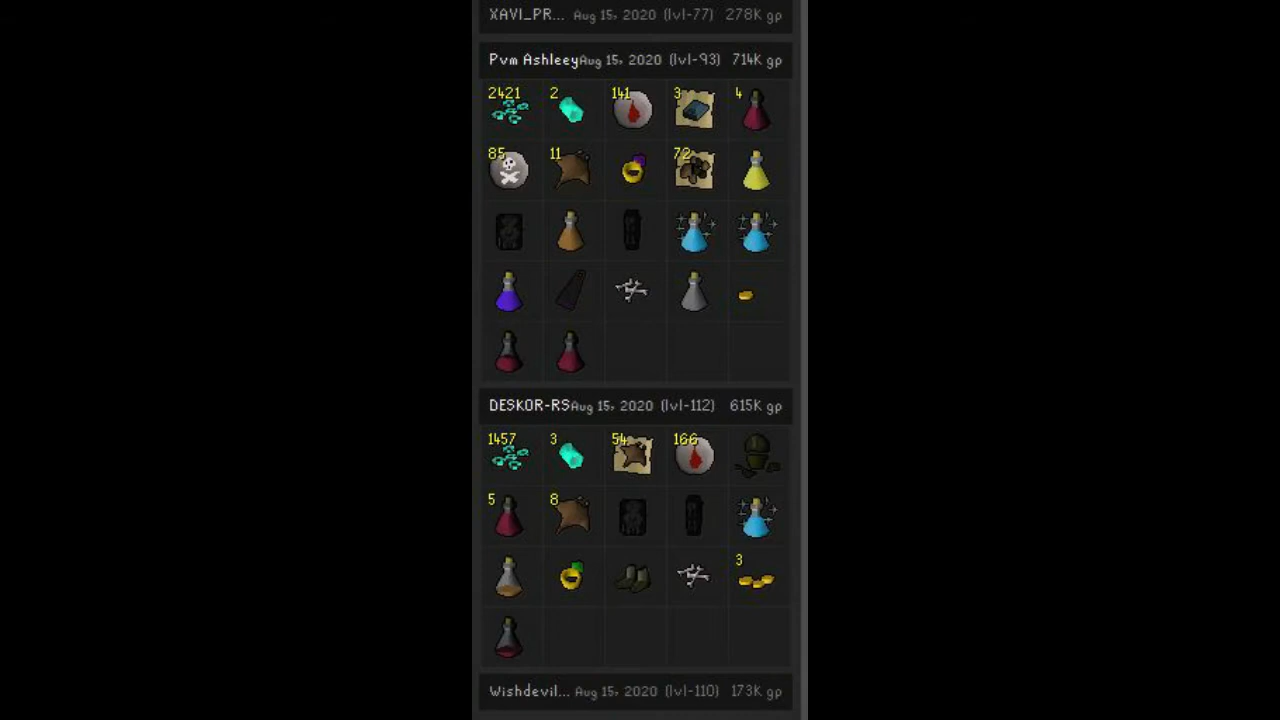 XAVI_PR... Aug 15, 2020 (lvl-77) 278K gp
Pvm Ashleey Aug 15, 2020 (lvl-93) 714K gp
2421 2 141 3 4
85 11 72
DESKOR-RS Aug 15, 2020 (lvl-112) 615K gp
1457 3 54 166
5 8
3
Wishdevil... Aug 15, 2020 (lvl-110) 173K gp